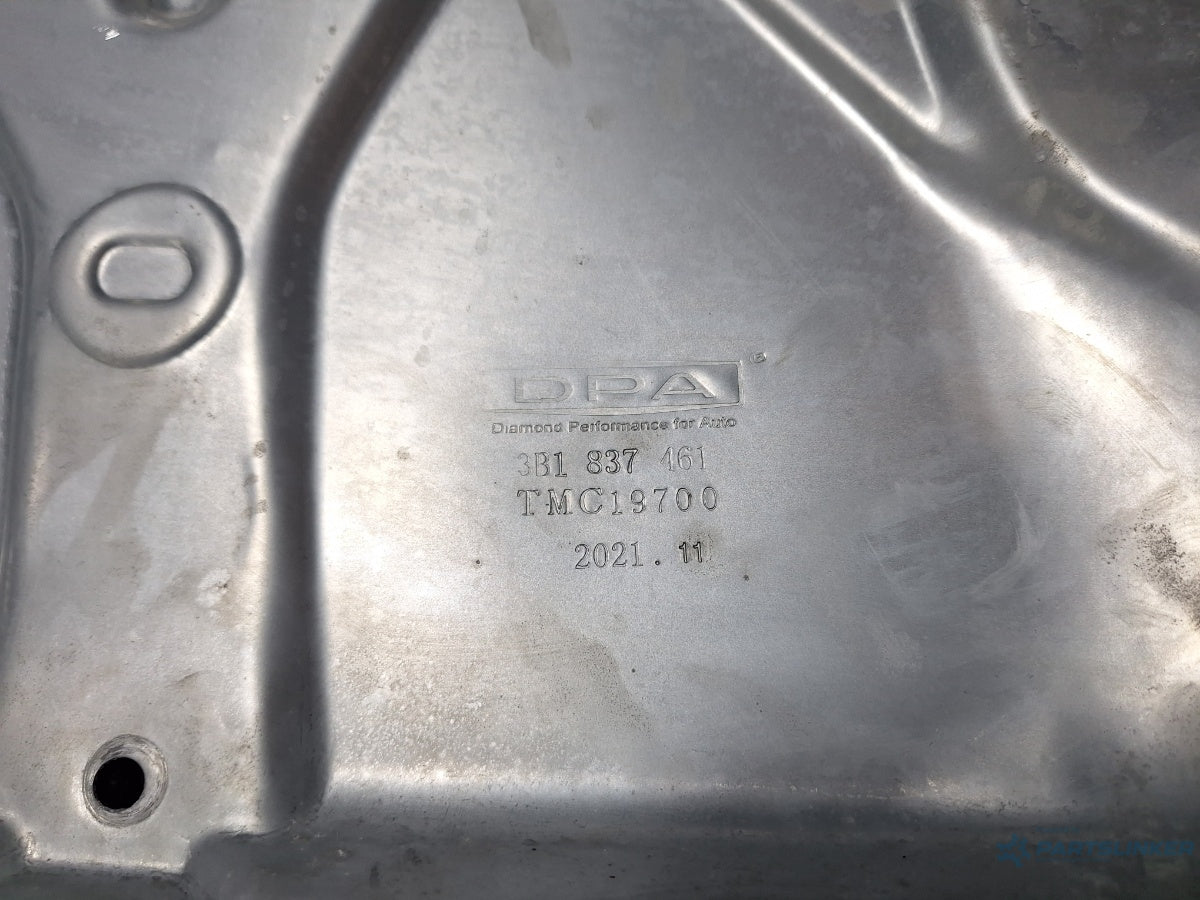 DPA®
Diamond Performance for Auto
3B1 837 461
TMC19700
2021.11